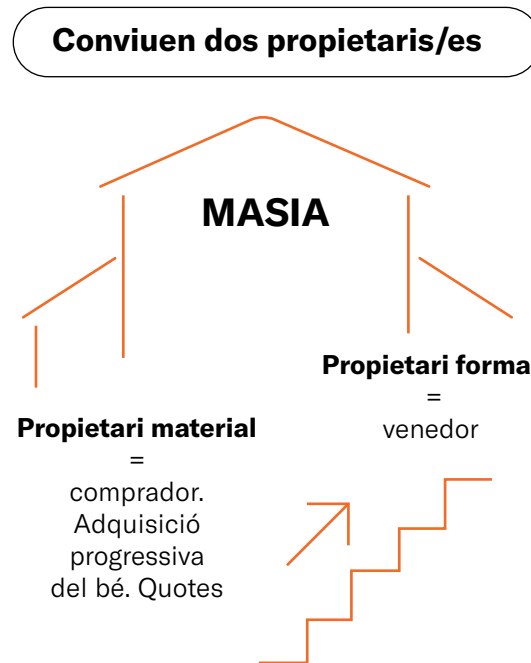 Conviuen dos propietaris/es
MASIA
Propietari forma
=
venedor
Propietari material
=
comprador.
Adquisició
progressiva
del bé. Quotes